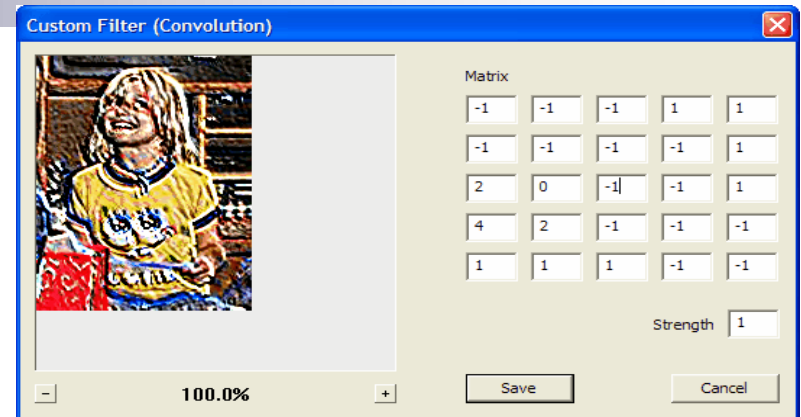 Custom Filter (Convolution)
Matrix
-1 -1 -1 1 1
-1 -1 -1 -1 1
2 0 -1 -1 1
4 2 -1 -1 -1
1 1 1 -1 -1
Strength 1
- 100.0% +
Save Cancel